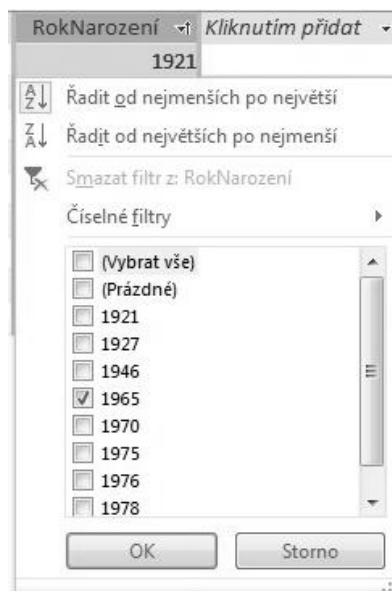 RokNarození Kliknutím přidat
1921
Řadit od nejmenších po největší
Řadit od největších po nejmenší
Smazat filtr z: RokNarození
Číselné filtry
(Vybrat vše)
(Prázdné)
1921
1927
1946
1965
1970
1975
1976
1978
OK Storno